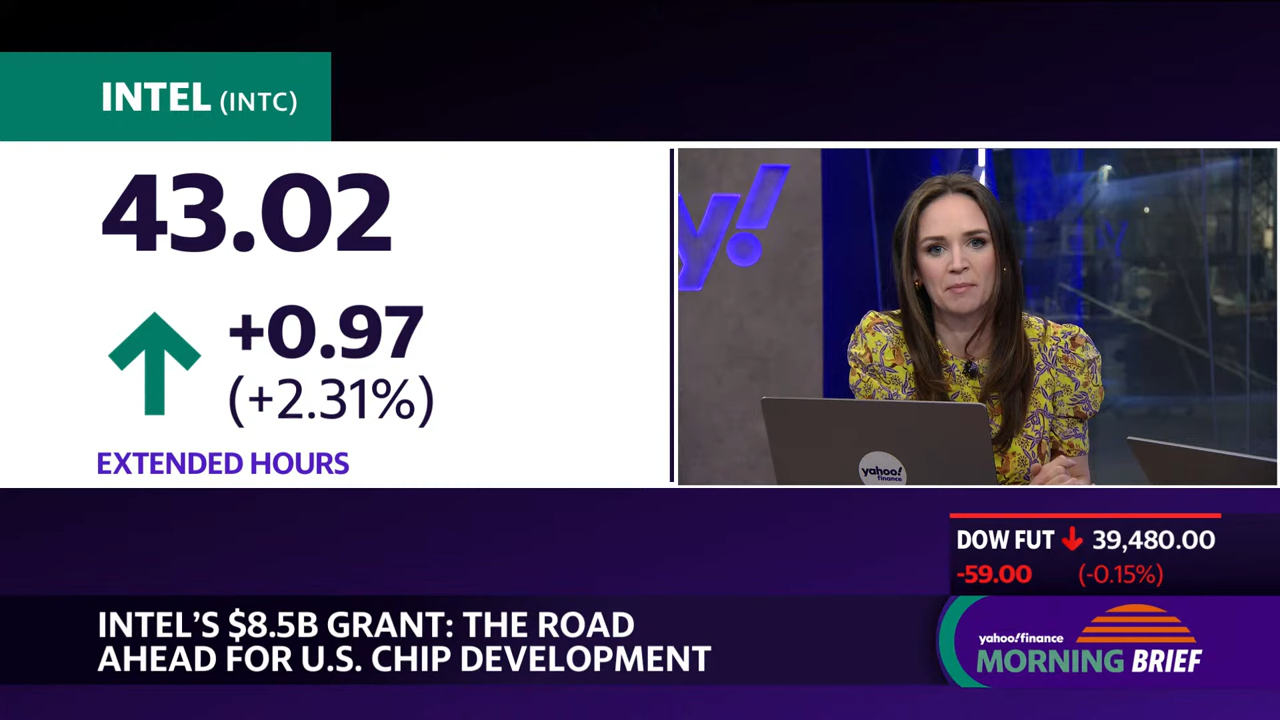 INTEL (INTC)
43.02
+0.97
(+2.31%)
EXTENDED HOURS
y!
yahoo!
finance
DOW FUT 39,480.00
-59.00 (-0.15%)
INTEL'S $8.5B GRANT: THE ROAD
AHEAD FOR U.S. CHIP DEVELOPMENT
yahoo!finance
MORNING BRIEF